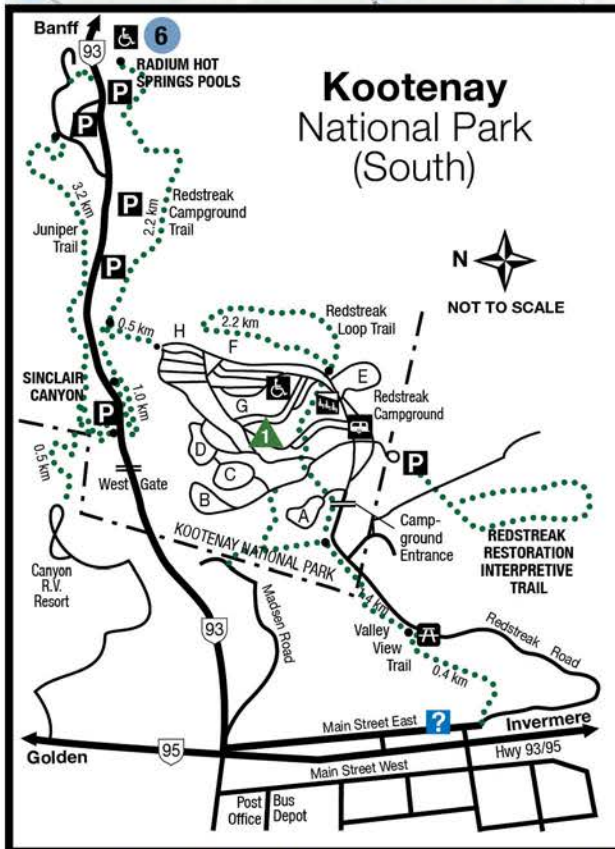 Banff
93
6
RADIUM HOT
SPRINGS POOLS
P
P
Kootenay
National Park
(South)
3.2 km
Juniper
Trail
2.2 km
Redstreak
Campground
Trail
P
P
N
NOT TO SCALE
0.5 km
H
F
2.2 km
Redstreak
Loop Trail
E
SINCLAIR
CANYON
P
1.0 km
G
1
Redstreak
Campground
P
0.5 km
D
C
B
A
West Gate
KOOTENAY NATIONAL PARK
Camp-
ground
Entrance
REDSTREAK
RESTORATION
INTERPRETIVE
TRAIL
Canyon
R.V.
Resort
93
Madsen Road
1.4 km
Valley
View
Trail
0.4 km
Redstreak Road
Main Street East
?
Invermere
Golden
95
Hwy 93/95
Main Street West
Post
Office
Bus
Depot